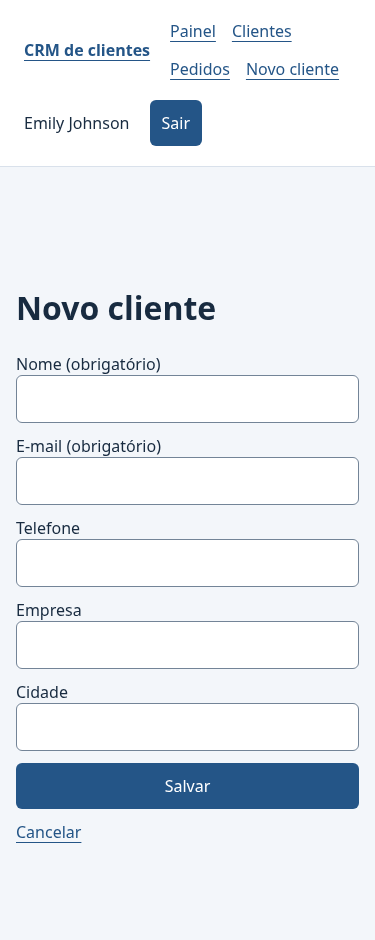 CRM de clientes
Painel Clientes
Pedidos Novo cliente
Emily Johnson Sair
Novo cliente
Nome (obrigatório)
E-mail (obrigatório)
Telefone
Empresa
Cidade
Salvar
Cancelar